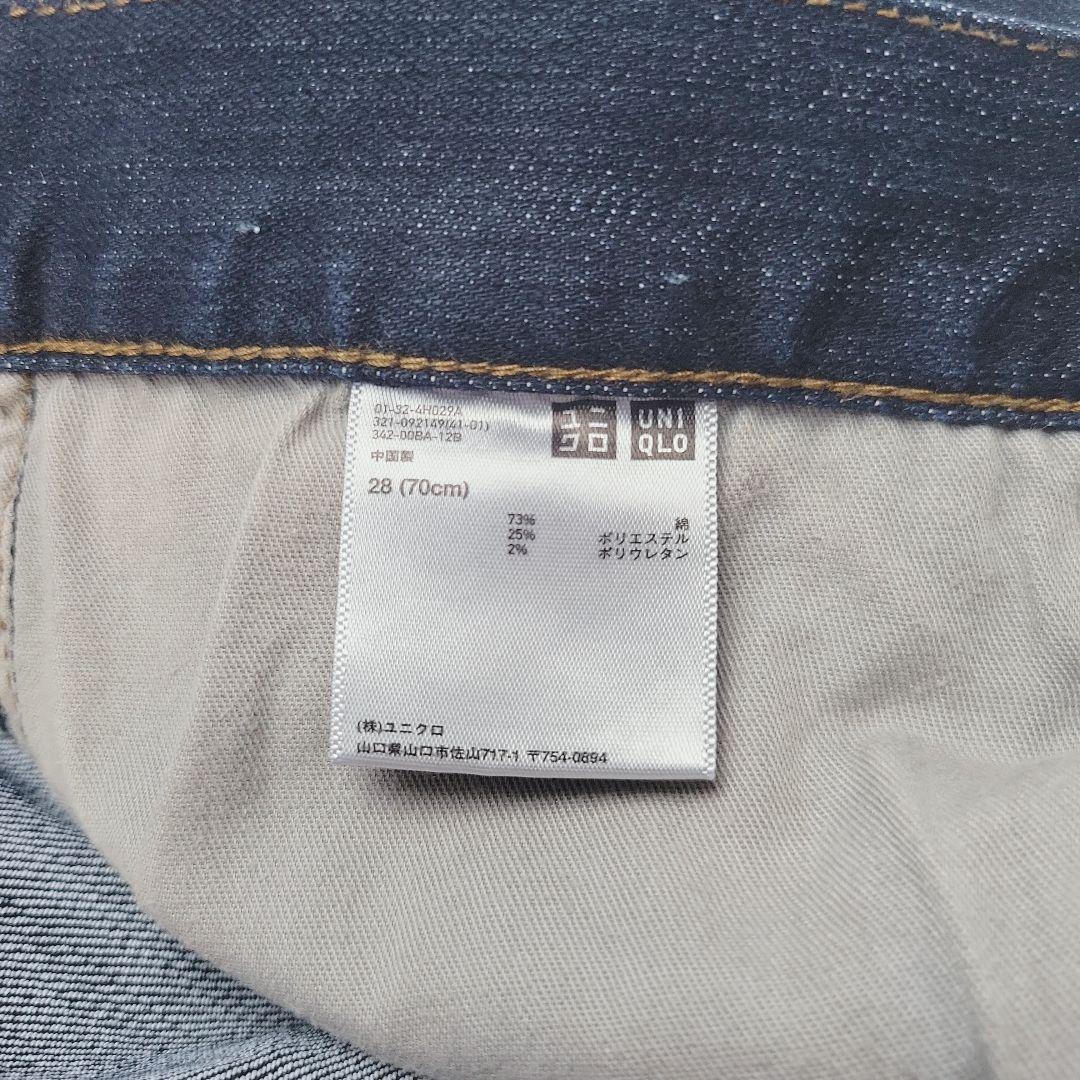 01-32-4H029A
321-092149(41-01)
342-00BA-12B
ユニ
クロ
UNI
QLO
中国製
28 (70cm)
73% 綿
25% ポリエステル
2% ポリウレタン
(株)ユニクロ
山口県山口市佐山717-1 〒754-0894